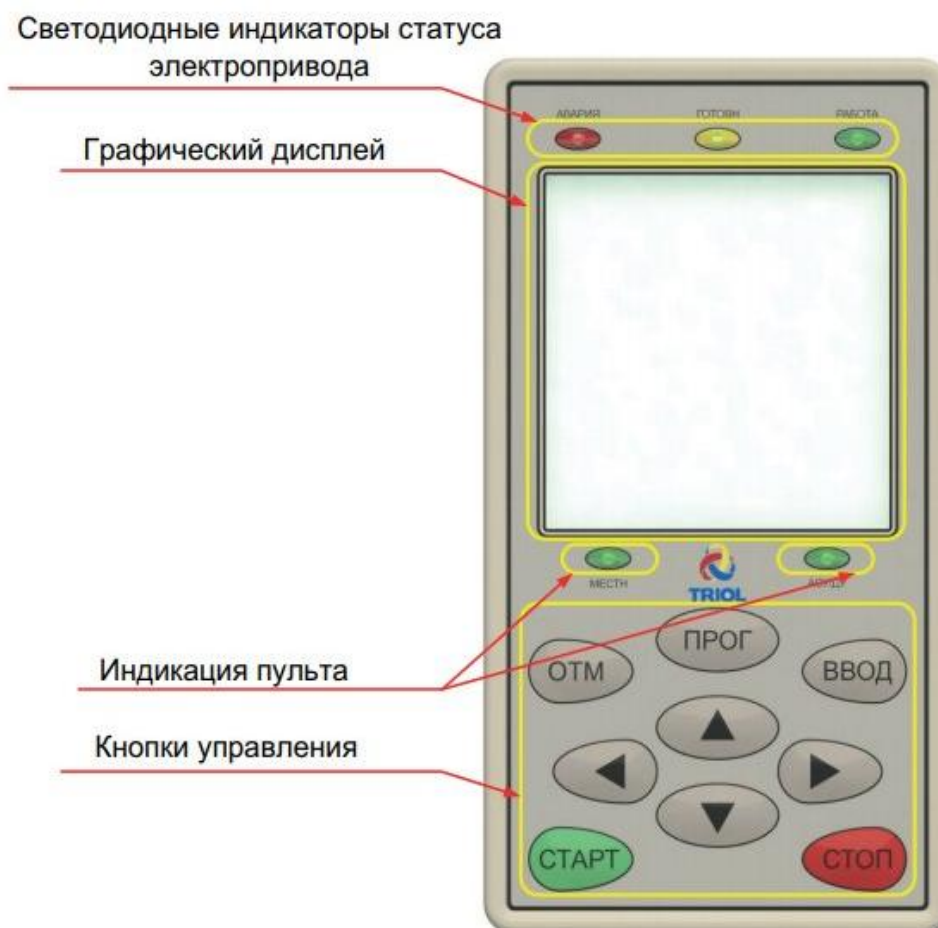 Светодиодные индикаторы статуса
электропривода
АВАРИЯ ГОТОВН РАБОТА
Графический дисплей
МЕСТН
TRIOL
ПРОГ
ОТМ ВВОД
Индикация пульта
Кнопки управления
СТАРТ СТОП